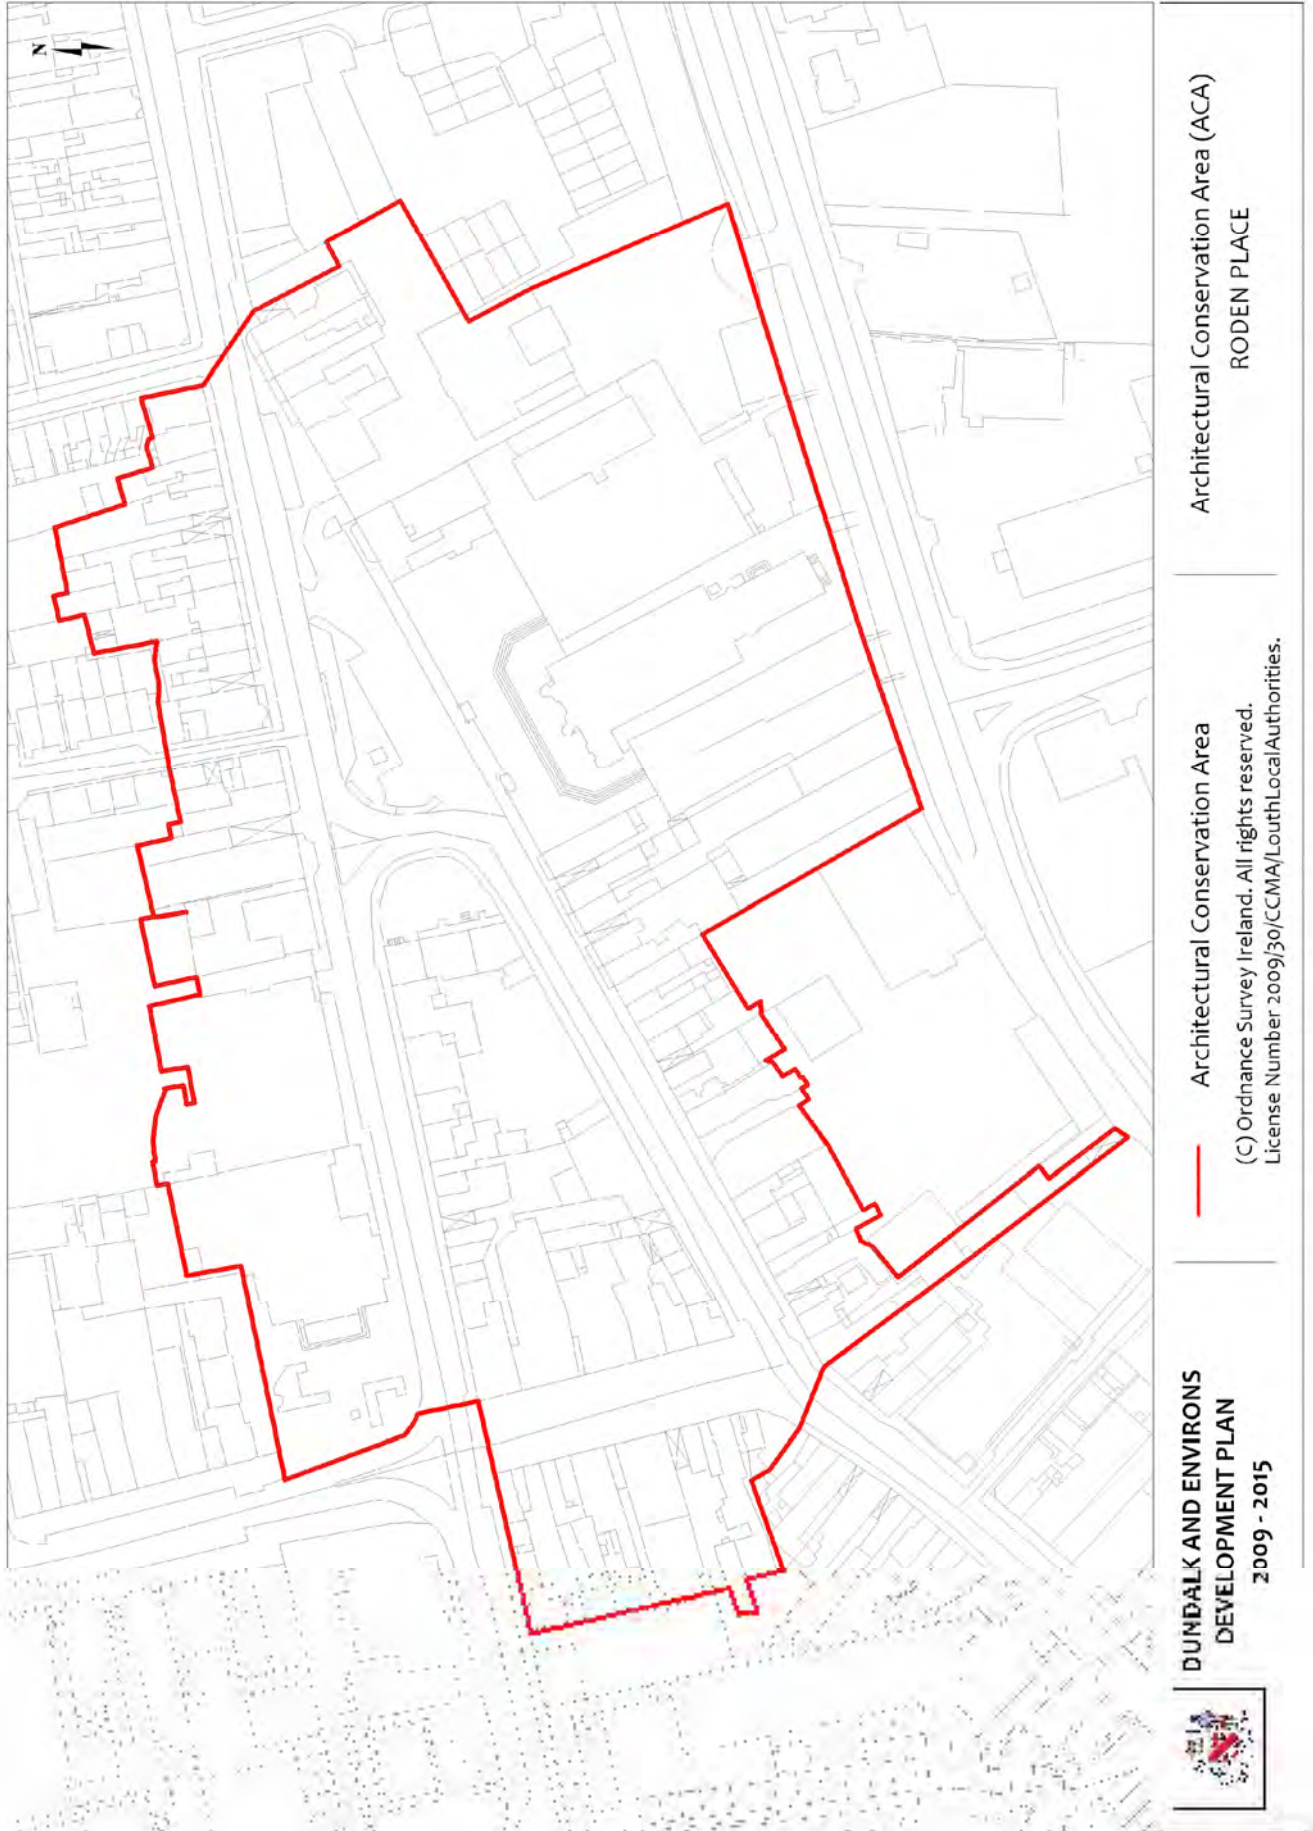 N
DUNDALK AND ENVIRONS
DEVELOPMENT PLAN
2009 - 2015
Architectural Conservation Area
(C) Ordnance Survey Ireland. All rights reserved.
License Number 2009/30/CCMA/LouthLocalAuthorities.
Architectural Conservation Area (ACA)
RODEN PLACE